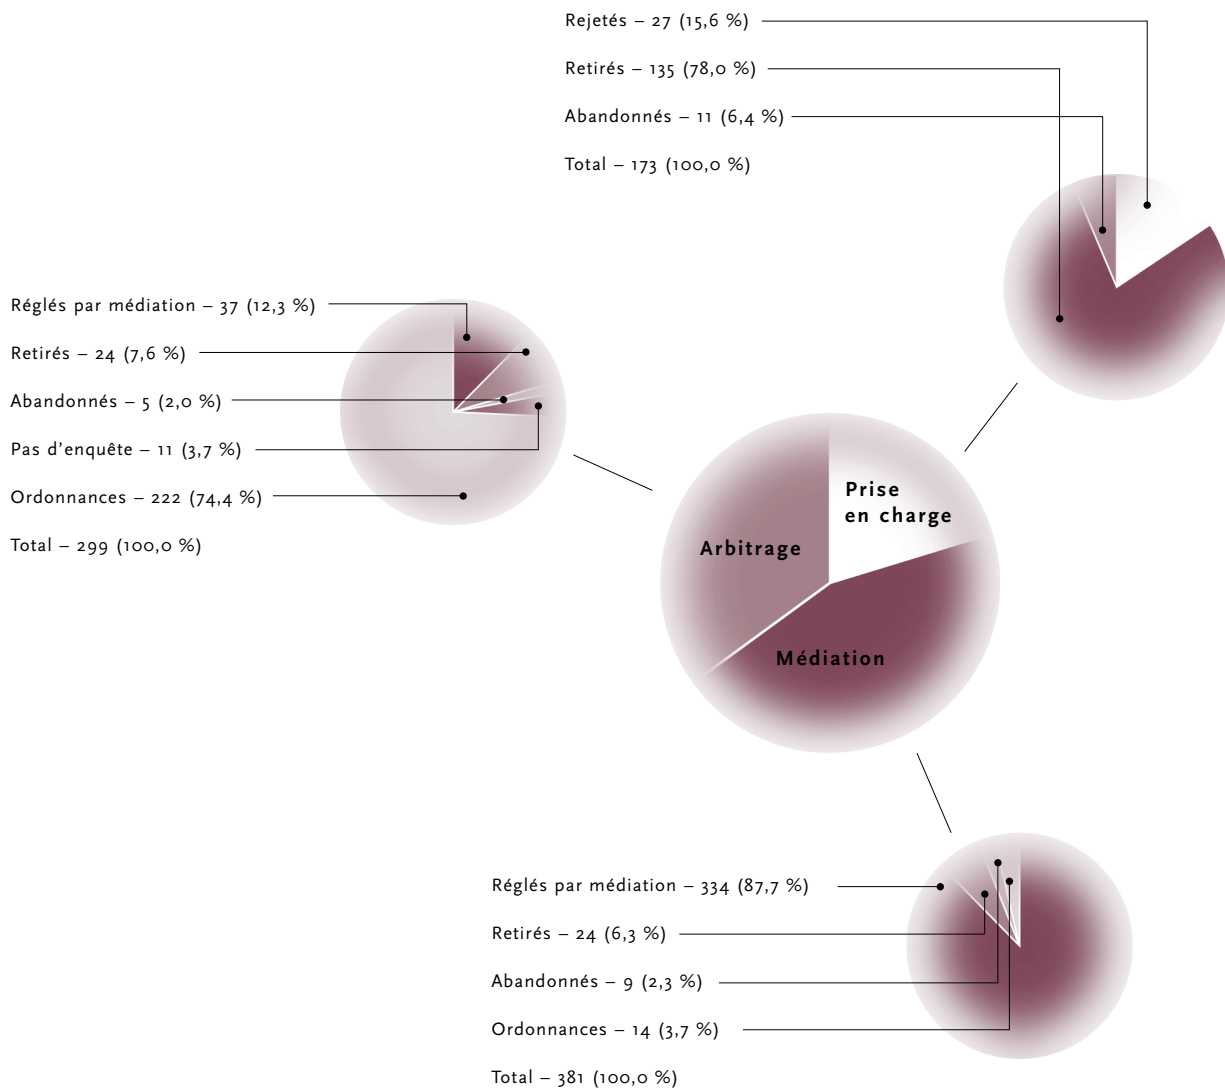 Rejetés – 27 (15,6 %)
Retirés – 135 (78,0 %)
Abandonnés – 11 (6,4 %)
Total – 173 (100,0 %)
Réglés par médiation – 37 (12,3 %)
Retirés – 24 (7,6 %)
Abandonnés – 5 (2,0 %)
Pas d'enquête – 11 (3,7 %)
Ordonnances – 222 (74,4 %)
Total – 299 (100,0 %)
Prise
en charge
Arbitrage
Médiation
Réglés par médiation – 334 (87,7 %)
Retirés – 24 (6,3 %)
Abandonnés – 9 (2,3 %)
Ordonnances – 14 (3,7 %)
Total – 381 (100,0 %)